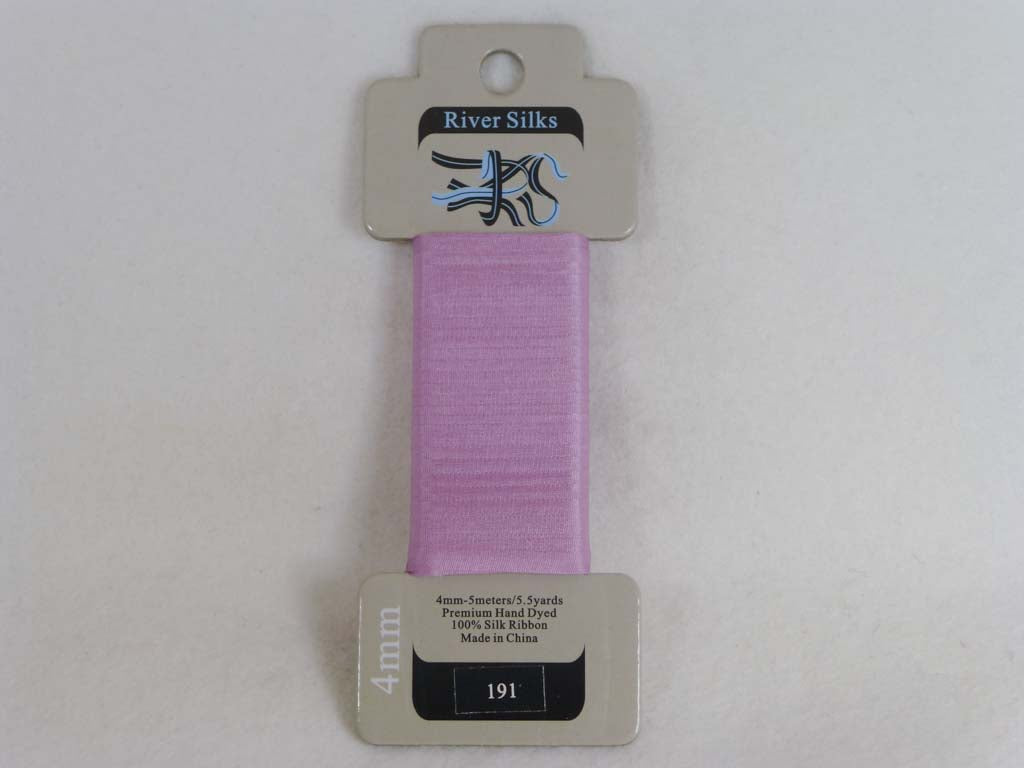 River Silks
RS
4mm-5meters/5.5yards
Premium Hand Dyed
100% Silk Ribbon
Made in China
4mm
191